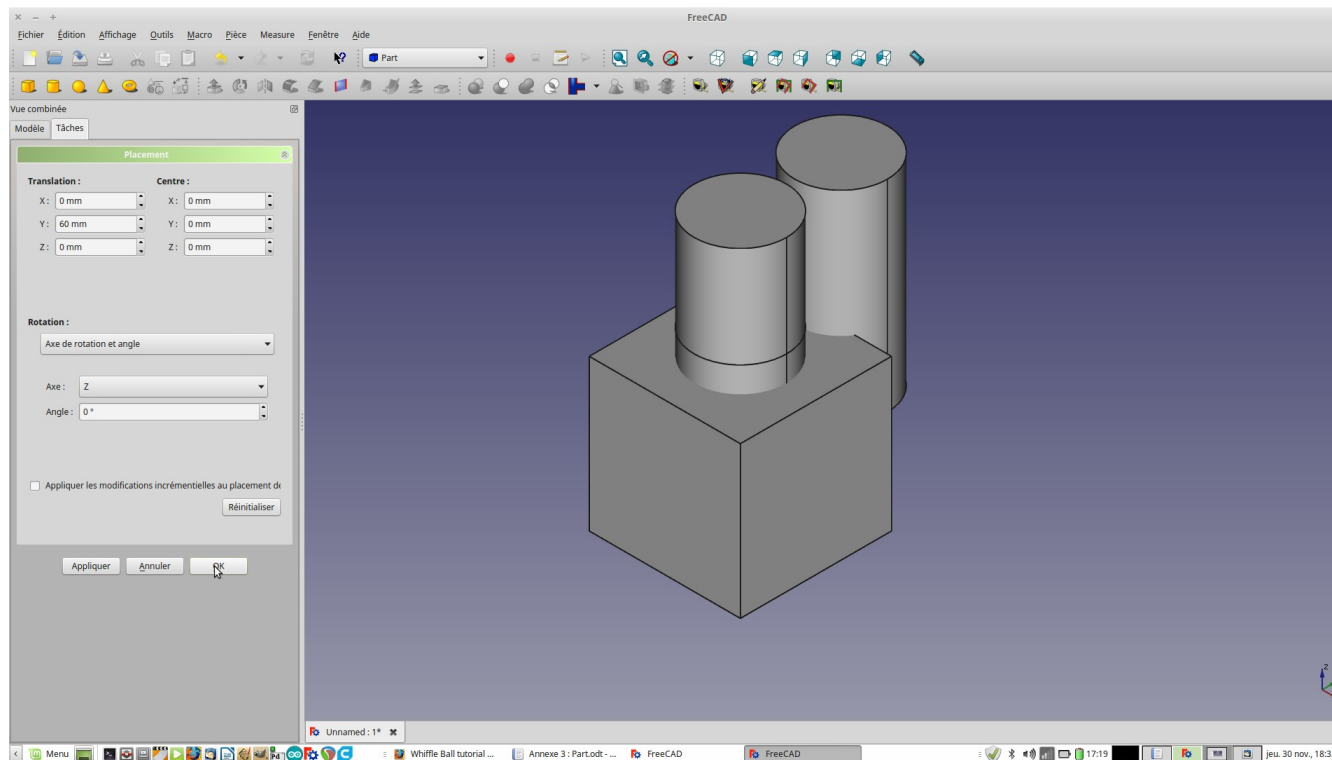 FreeCAD
Fichier Édition Affichage Outils Macro Pièce Measure Fenêtre Aide
Part
Vue combinée
Modèle Tâches
Placement
Translation : Centre :
X : 0 mm X : 0 mm
Y : 60 mm Y : 0 mm
Z : 0 mm Z : 0 mm
Rotation :
Axe de rotation et angle
Axe : Z
Angle : 0 °
Appliquer les modifications incrémentielles au placement de
Réinitialiser
Appliquer Annuler OK
Z
Unnamed : 1*
Menu Whiffle Ball tutorial ... Annexe 3 : Part.odt - ... FreeCAD FreeCAD 17:19 jeu. 30 nov., 18:3